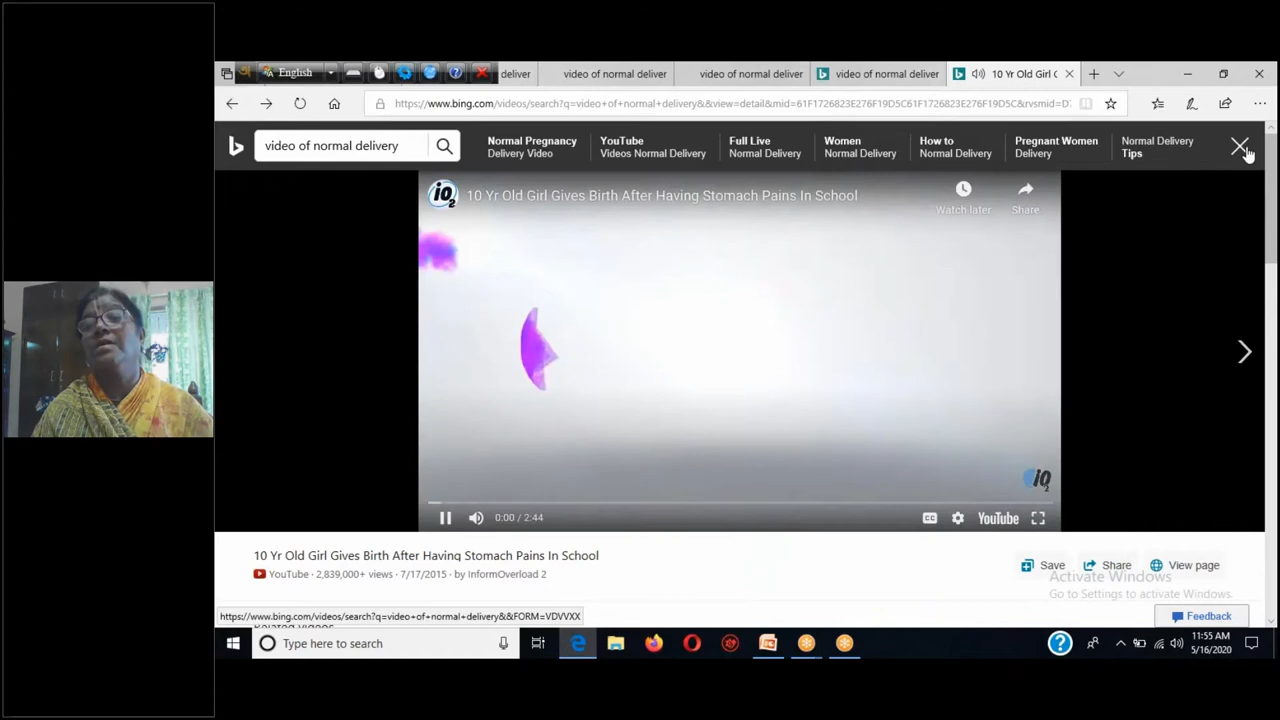 English
deliver
video of normal deliver
video of normal deliver
video of normal deliver
10 Yr Old Girl G
https://www.bing.com/videos/search?q=video+of+normal+delivery&&view=detail&mid=61F1726823E276F19D5C61F1726823E276F19D5C&rvsmid=D7
video of normal delivery
Normal Pregnancy
Delivery Video
YouTube
Videos Normal Delivery
Full Live
Normal Delivery
Women
Normal Delivery
How to
Normal Delivery
Pregnant Women
Delivery
Normal Delivery
Tips
iO2
10 Yr Old Girl Gives Birth After Having Stomach Pains In School
Watch later
Share
iO2
0:00 / 2:44
CC
YouTube
10 Yr Old Girl Gives Birth After Having Stomach Pains In School
YouTube · 2,839,000+ views · 7/17/2015 · by InformOverload 2
Save
Share
View page
Activate Windows
Go to Settings to activate Windows.
https://www.bing.com/videos/search?q=video+of+normal+delivery&&FORM=VDVVXX
Feedback
Type here to search
11:55 AM
5/16/2020